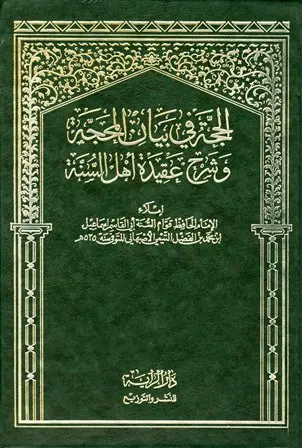 الحجة في بيان المحجة
وشرح عقيدة أهل السنة
إملاء
الإمام الحافظ قوام السنة أبي القاسم إسماعيل
ابن محمد بن الفضل التيمي الأصبهاني المتوفى سنة ٥٣٥هـ
دار الراية
للنشر والتوزيع